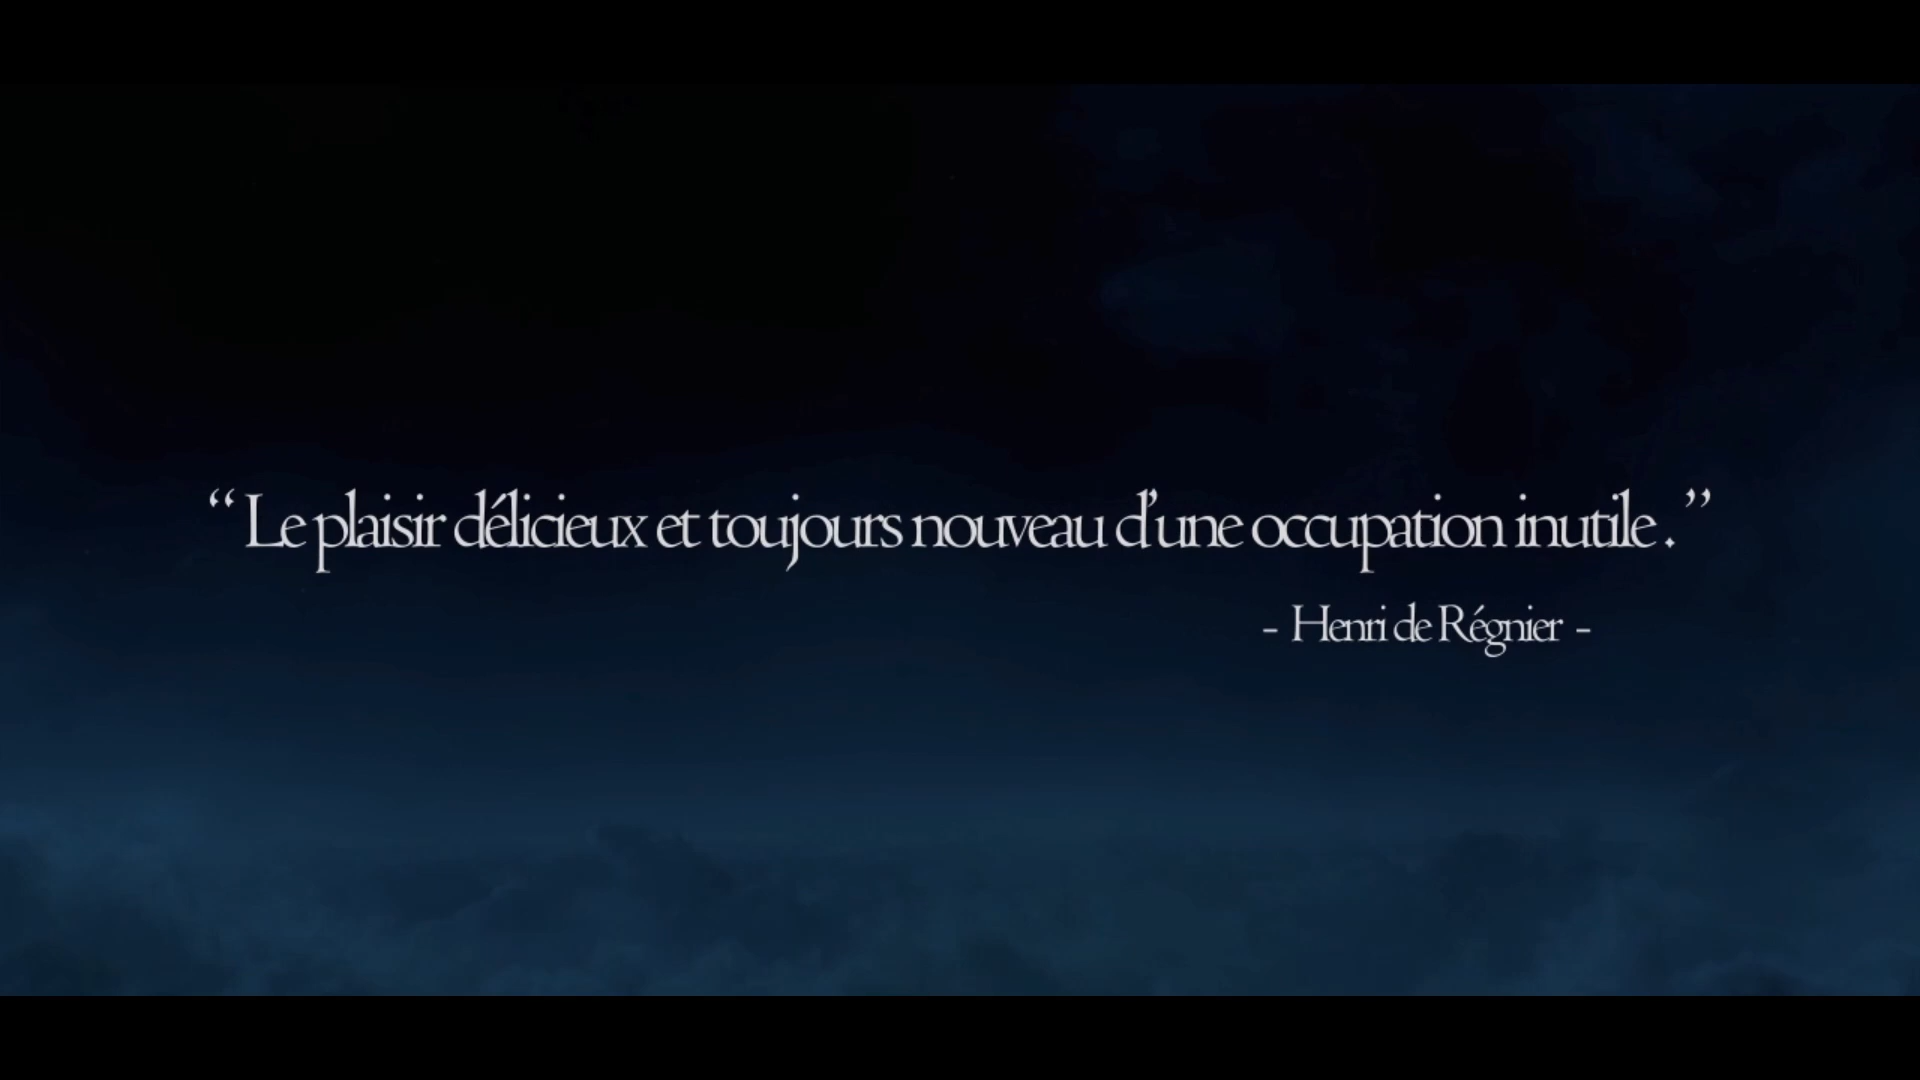 “ Le plaisir délicieux et toujours nouveau d’une occupation inutile . ”
- Henri de Régnier -